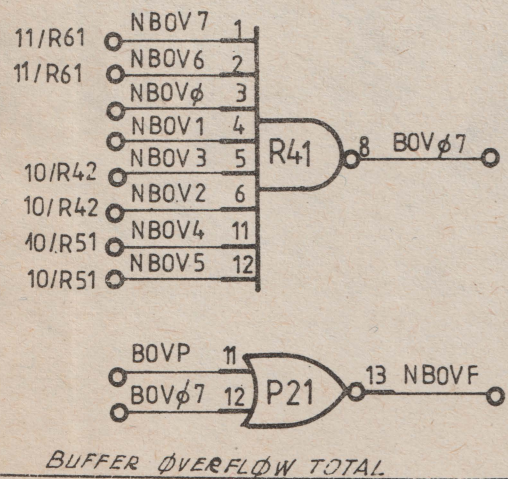 11/R61 NBOV7 1
11/R61 NBOV6 2
NBOVø 3
NBOV1 4
10/R42 NBOV3 5
10/R42 NBOV2 6
10/R51 NBOV4 11
10/R51 NBOV5 12
R41 8 BOVø7
BOVP 11
BOVø7 12
P21 13 NBOVF
BUFFER ØVERFLØW TØTAL